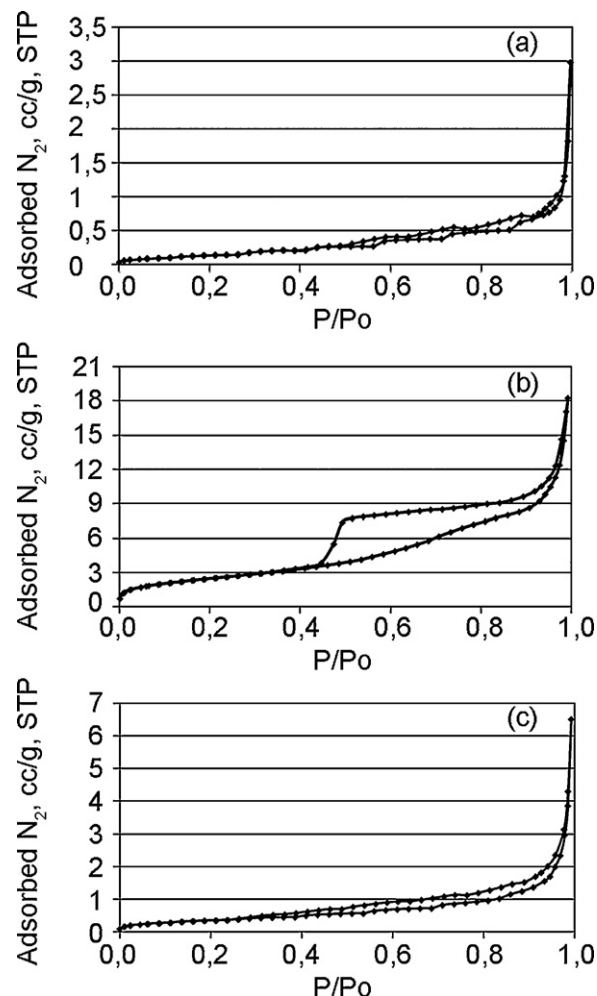 (a)
Adsorbed N2, cc/g, STP
3,5
3
2,5
2
1,5
1
0,5
0
0,0 0,2 0,4 0,6 0,8 1,0
P/Po
(b)
Adsorbed N2, cc/g, STP
21
18
15
12
9
6
3
0
0,0 0,2 0,4 0,6 0,8 1,0
P/Po
(c)
Adsorbed N2, cc/g, STP
7
6
5
4
3
2
1
0
0,0 0,2 0,4 0,6 0,8 1,0
P/Po